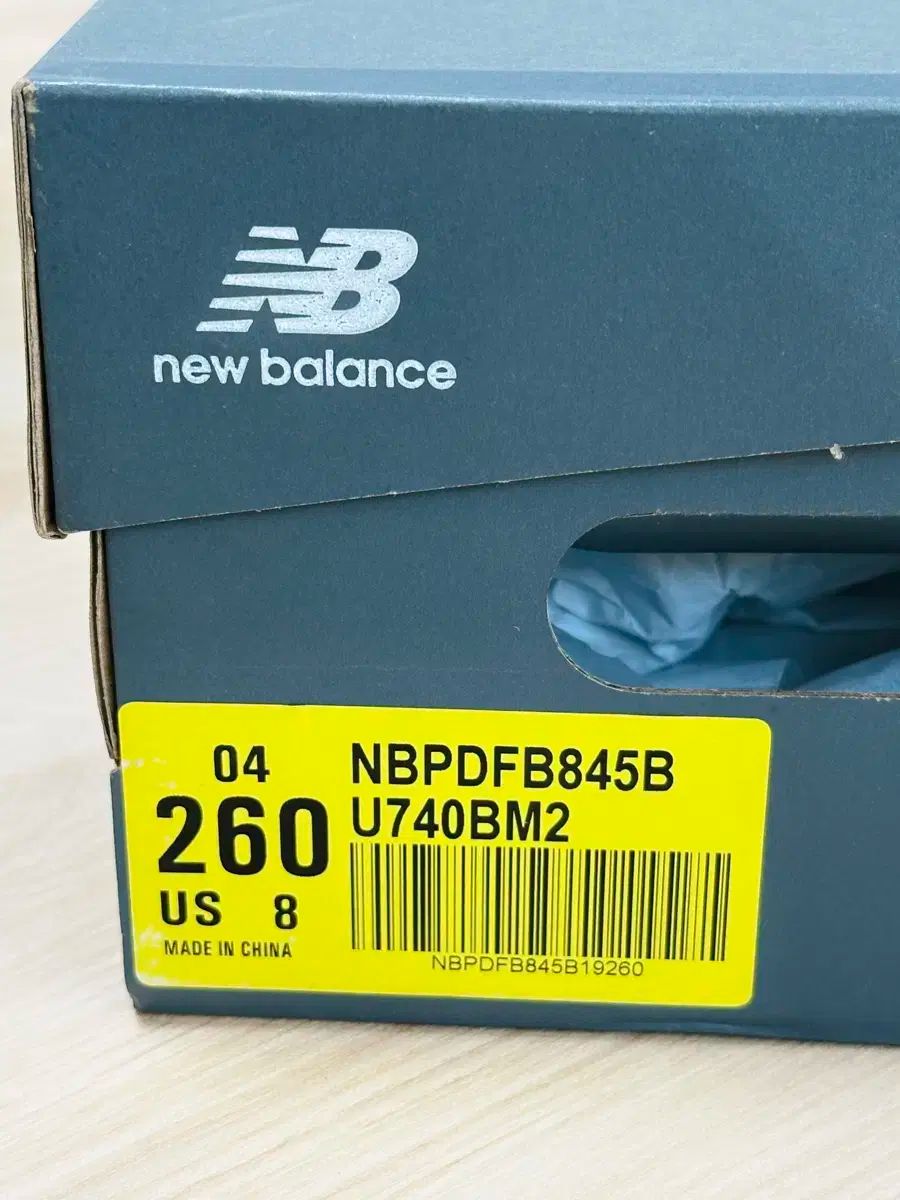 NB
new balance
04
260
US 8
MADE IN CHINA
NBPDFB845B
U740BM2
NBPDFB845B19260